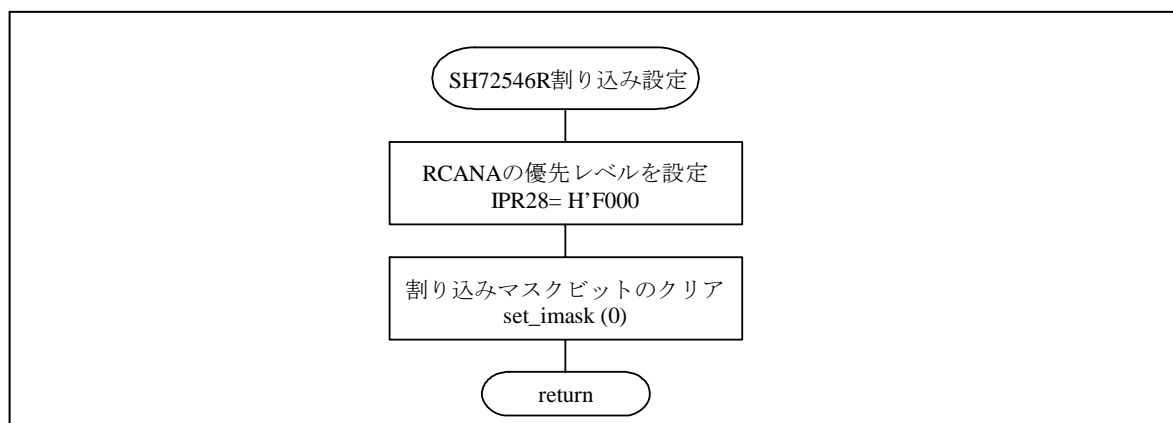 SH72546R割り込み設定
RCANAの優先レベルを設定
IPR28= H’F000
割り込みマスクビットのクリア
set_imask (0)
return